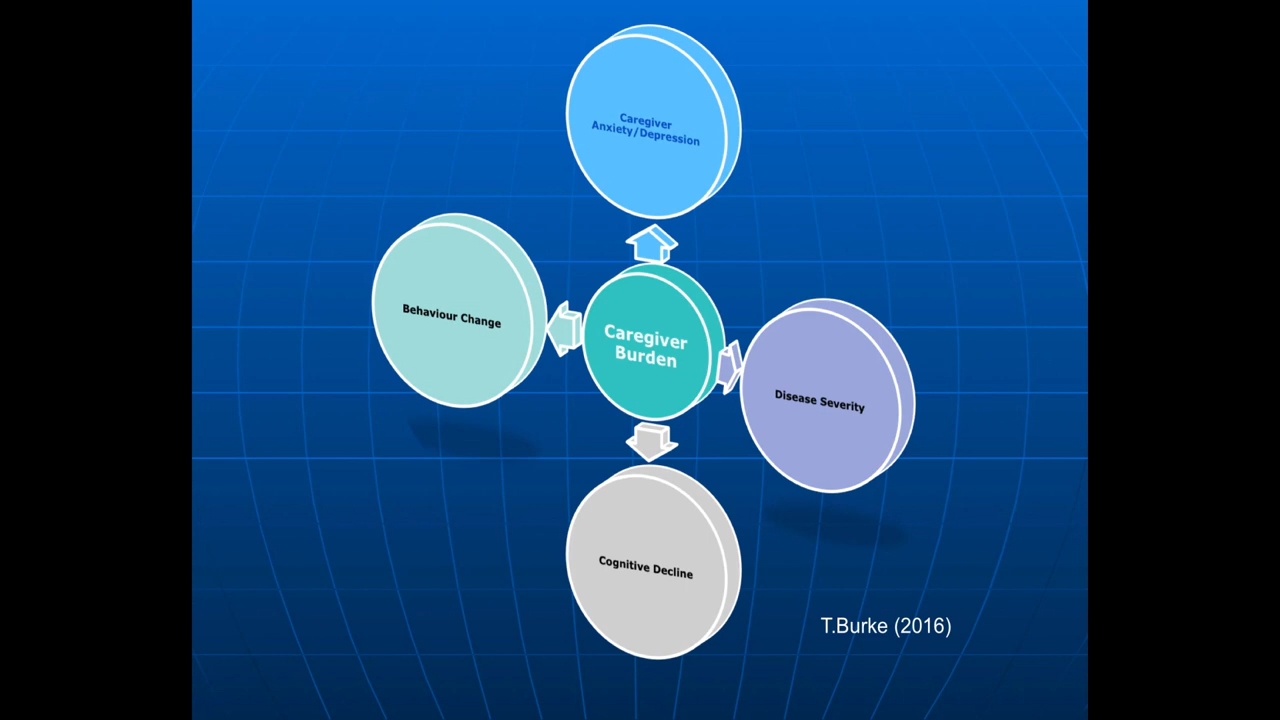 Caregiver
Anxiety/Depression
Behaviour Change
Caregiver
Burden
Disease Severity
Cognitive Decline
T.Burke (2016)